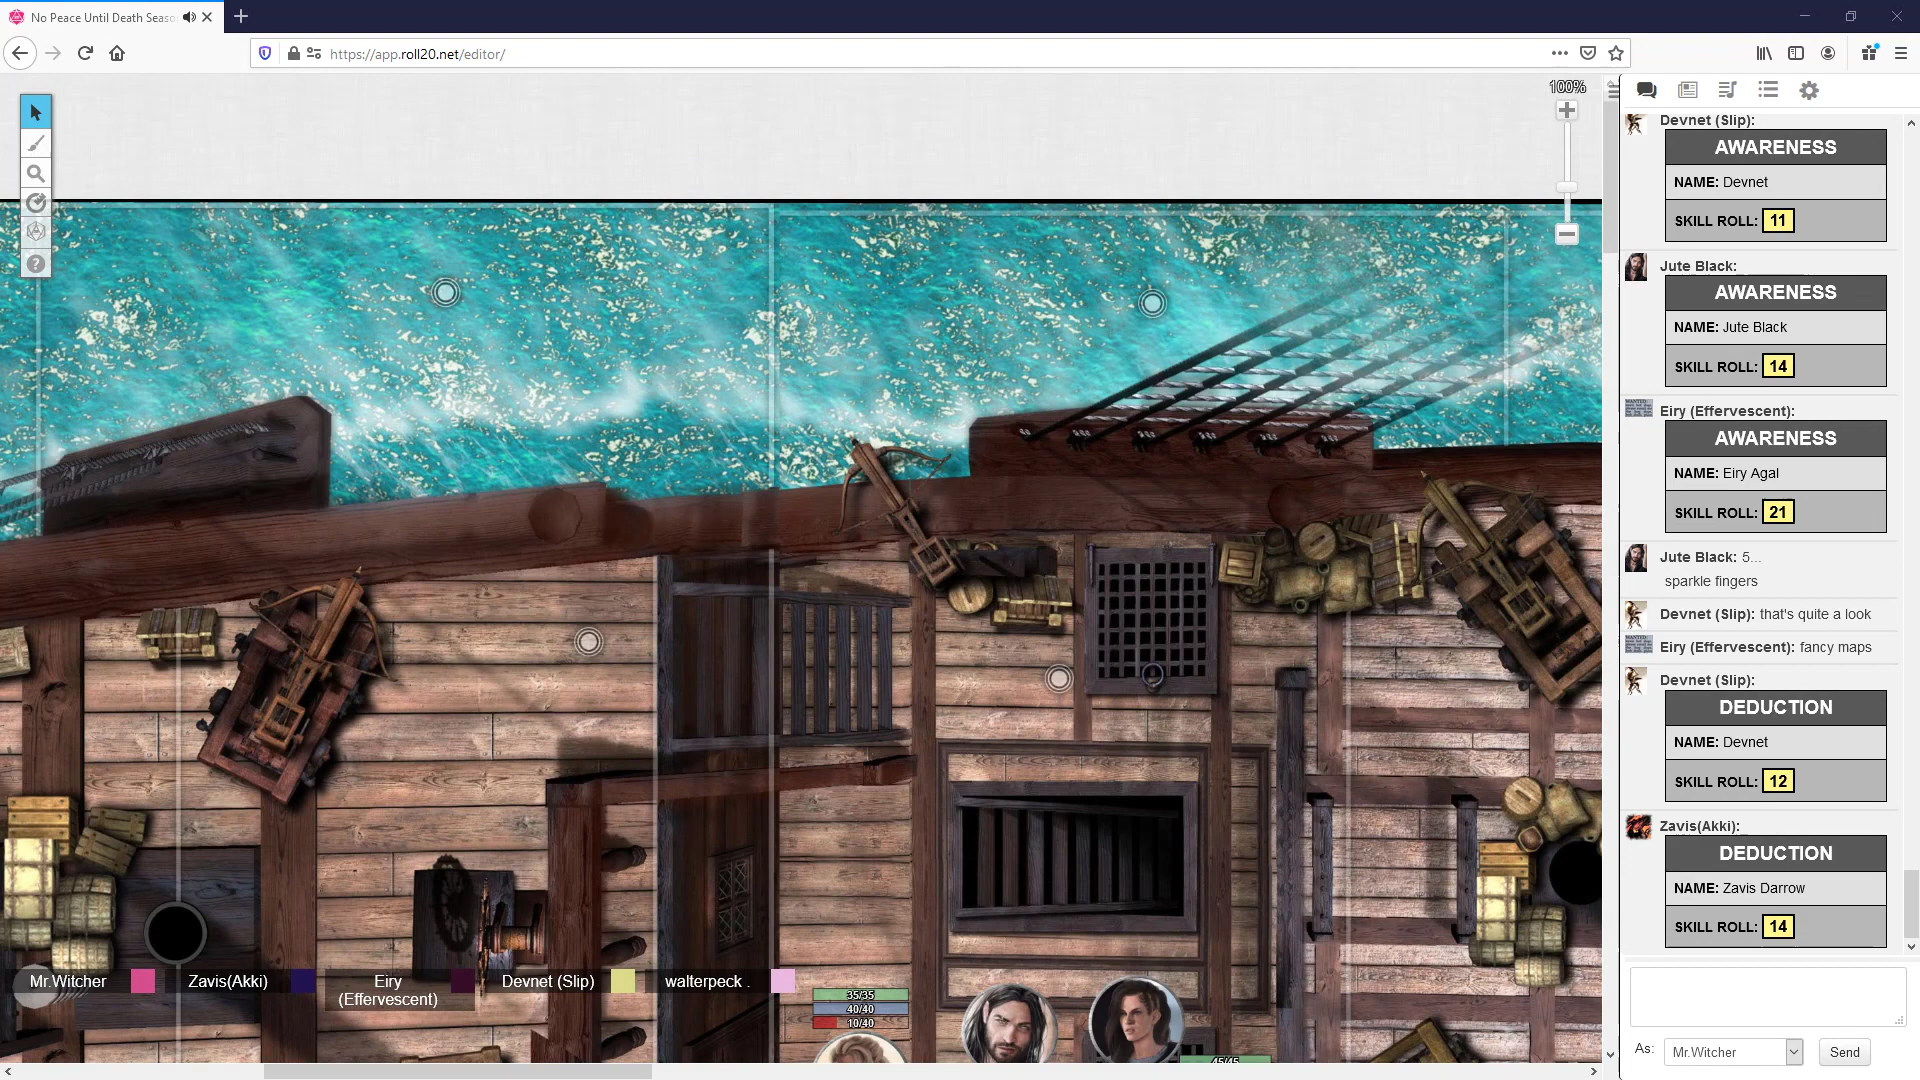 No Peace Until Death Seaso
https://app.roll20.net/editor/
100%
Devnet (Slip):
AWARENESS
NAME: Devnet
SKILL ROLL: 11
Jute Black:
AWARENESS
NAME: Jute Black
SKILL ROLL: 14
Eiry (Effervescent):
AWARENESS
NAME: Eiry Agal
SKILL ROLL: 21
Jute Black: 5...
sparkle fingers
Devnet (Slip): that's quite a look
Eiry (Effervescent): fancy maps
Devnet (Slip):
DEDUCTION
NAME: Devnet
SKILL ROLL: 12
Zavis(Akki):
DEDUCTION
NAME: Zavis Darrow
SKILL ROLL: 14
Mr.Witcher
Zavis(Akki)
Eiry
(Effervescent)
Devnet (Slip)
walterpeck .
35/35
40/40
10/40
45/45
As: Mr.Witcher
Send